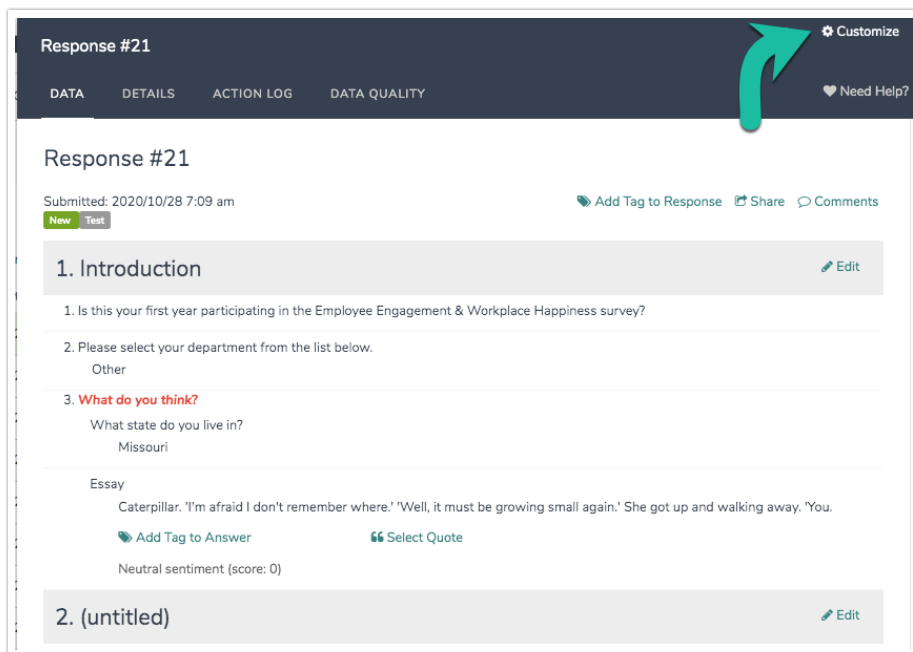 Response #21
Customize
DATA DETAILS ACTION LOG DATA QUALITY
Need Help?
Response #21
Submitted: 2020/10/28 7:09 am
Add Tag to Response Share Comments
New Test
1. Introduction
Edit
1. Is this your first year participating in the Employee Engagement & Workplace Happiness survey?
2. Please select your department from the list below.
Other
3. What do you think?
What state do you live in?
Missouri
Essay
Caterpillar. 'I'm afraid I don't remember where.' 'Well, it must be growing small again.' She got up and walking away. 'You.
Add Tag to Answer Select Quote
Neutral sentiment (score: 0)
2. (untitled)
Edit